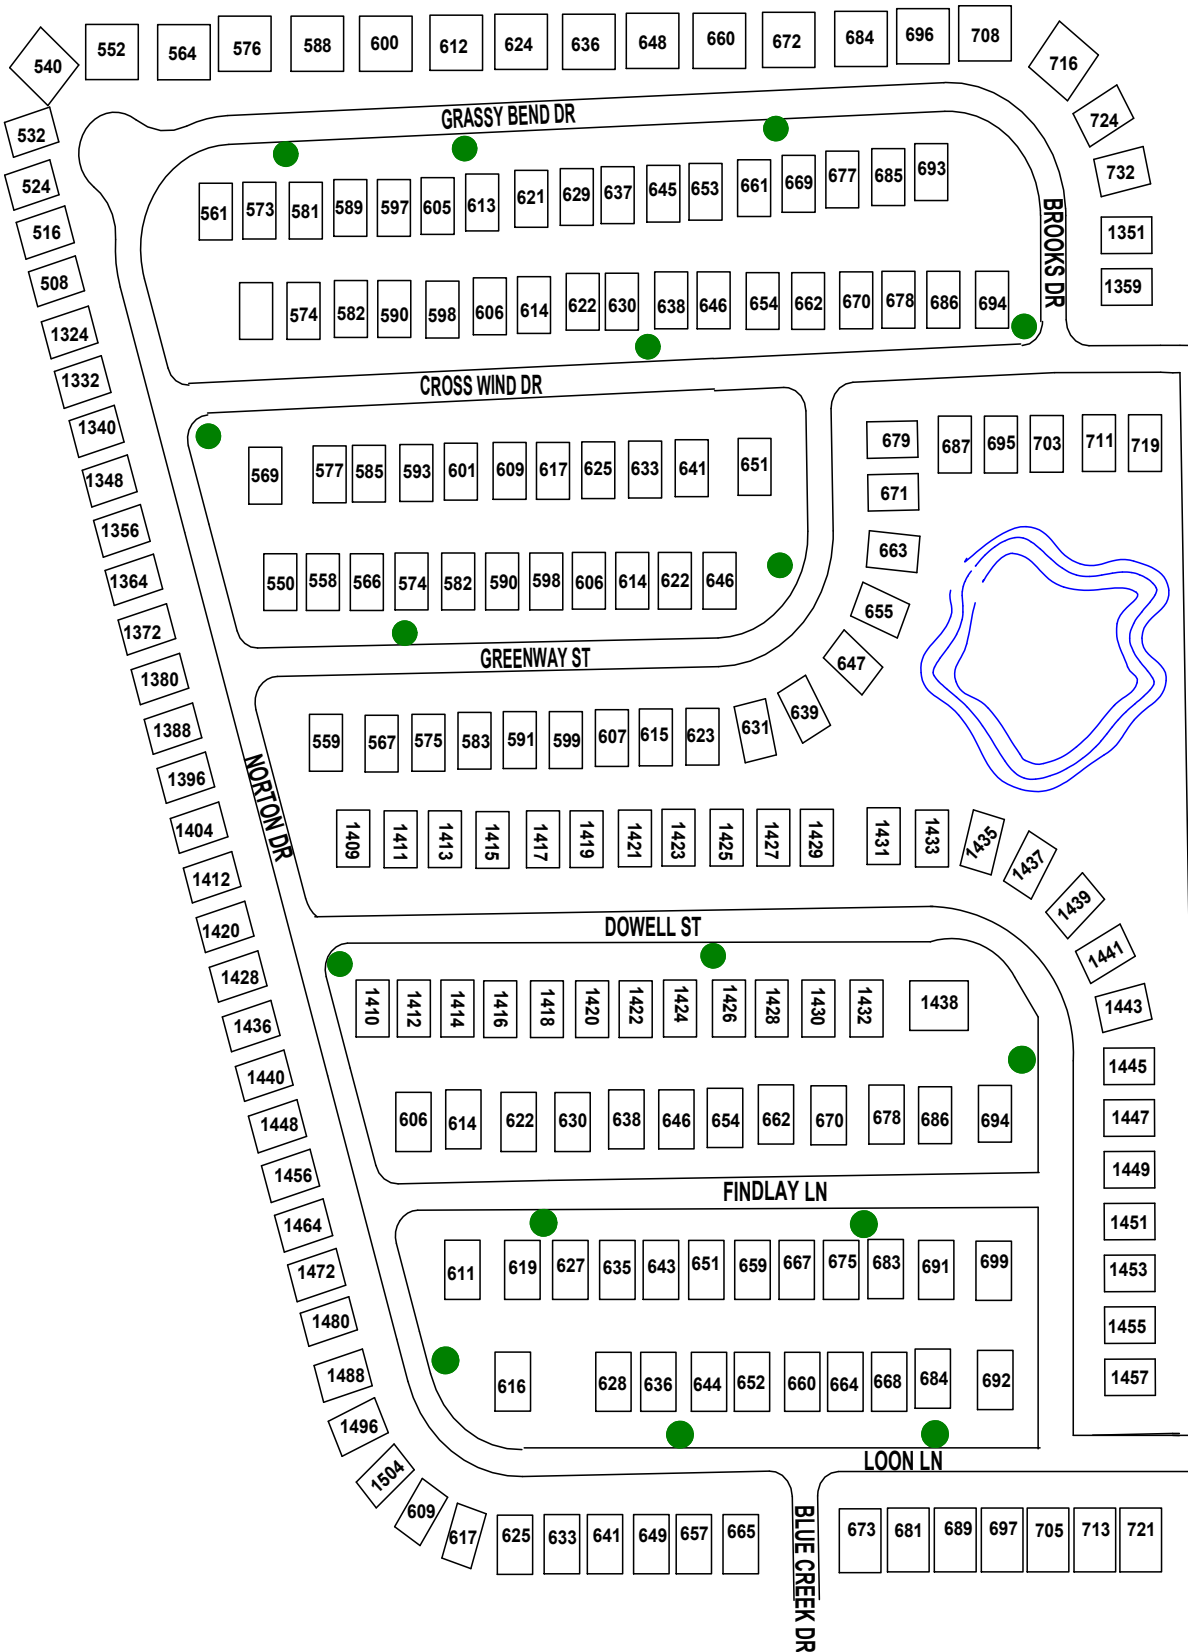 540 552 564 576 588 600 612 624 636 648 660 672 684 696 708 716
532 724
GRASSY BEND DR
524 732
516 561 573 581 589 597 605 613 621 629 637 645 653 661 669 677 685 693 1351
BROOKS DR
508 574 582 590 598 606 614 622 630 638 646 654 662 670 678 686 694 1359
1324
1332
CROSS WIND DR
1340
1348 569 577 585 593 601 609 617 625 633 641 651 679 687 695 703 711 719
671
1356
663
1364 550 558 566 574 582 590 598 606 614 622 646
655
1372
GREENWAY ST
647
1380
1388 559 567 575 583 591 599 607 615 623 631 639
1396
NORTON DR
1404 1409 1411 1413 1415 1417 1419 1421 1423 1425 1427 1429 1431 1433 1435 1437
1412
1439
1420
DOWELL ST
1441
1428
1436 1410 1412 1414 1416 1418 1420 1422 1424 1426 1428 1430 1432 1438 1443
1440 1445
1448 606 614 622 630 638 646 654 662 670 678 686 694 1447
1456 1449
FINDLAY LN
1464 1451
1472 611 619 627 635 643 651 659 667 675 683 691 699 1453
1480 1455
1488 616 628 636 644 652 660 664 668 684 692 1457
1496
LOON LN
1504
609
617 625 633 641 649 657 665 673 681 689 697 705 713 721
BLUE CREEK DR